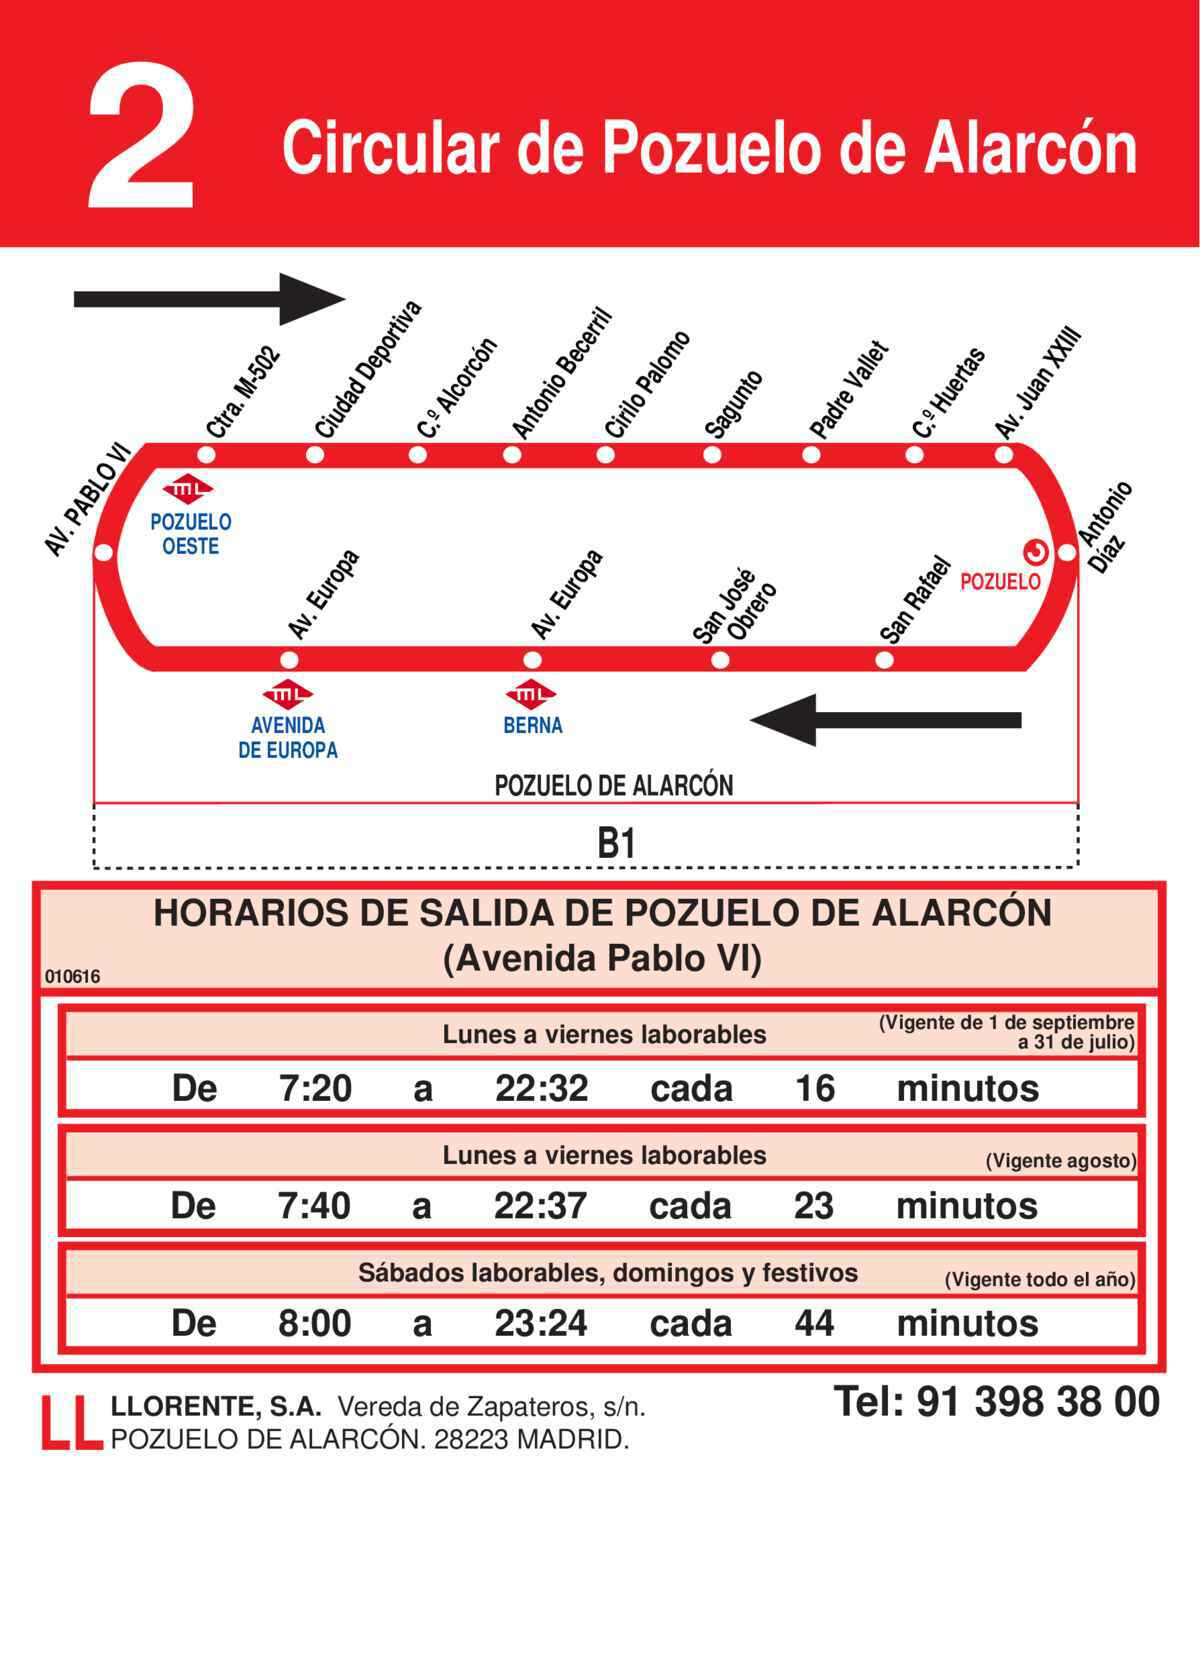 2
Circular de Pozuelo de Alarcón
AV. PABLO VI
Ctra. M-502
Ciudad Deportiva
C.º Alcorcón
Antonio Becerril
Cirilo Palomo
Sagunto
Padre Vallet
C.º Huertas
Av. Juan XXIII
Antonio
Díaz
ML
POZUELO
OESTE
POZUELO
Av. Europa
Av. Europa
San José
Obrero
San Rafael
ML
AVENIDA
DE EUROPA
ML
BERNA
POZUELO DE ALARCÓN
B1
HORARIOS DE SALIDA DE POZUELO DE ALARCÓN
(Avenida Pablo VI)
010616
Lunes a viernes laborables
(Vigente de 1 de septiembre
a 31 de julio)
De 7:20 a 22:32 cada 16 minutos
Lunes a viernes laborables (Vigente agosto)
De 7:40 a 22:37 cada 23 minutos
Sábados laborables, domingos y festivos (Vigente todo el año)
De 8:00 a 23:24 cada 44 minutos
LL
LLORENTE, S.A. Vereda de Zapateros, s/n.
POZUELO DE ALARCÓN. 28223 MADRID.
Tel: 91 398 38 00